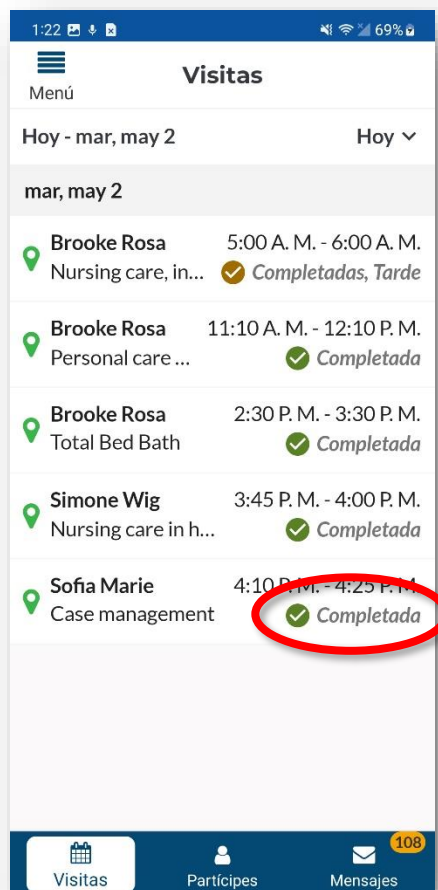 1:22 69%
Menú
Visitas
Hoy - mar, may 2 Hoy
mar, may 2
Brooke Rosa 5:00 A. M. - 6:00 A. M.
Nursing care, in... Completadas, Tarde
Brooke Rosa 11:10 A. M. - 12:10 P. M.
Personal care ... Completada
Brooke Rosa 2:30 P. M. - 3:30 P. M.
Total Bed Bath Completada
Simone Wig 3:45 P. M. - 4:00 P. M.
Nursing care in h... Completada
Sofia Marie 4:10 P. M. - 4:25 P. M.
Case management Completada
108
Visitas Partícipes Mensajes